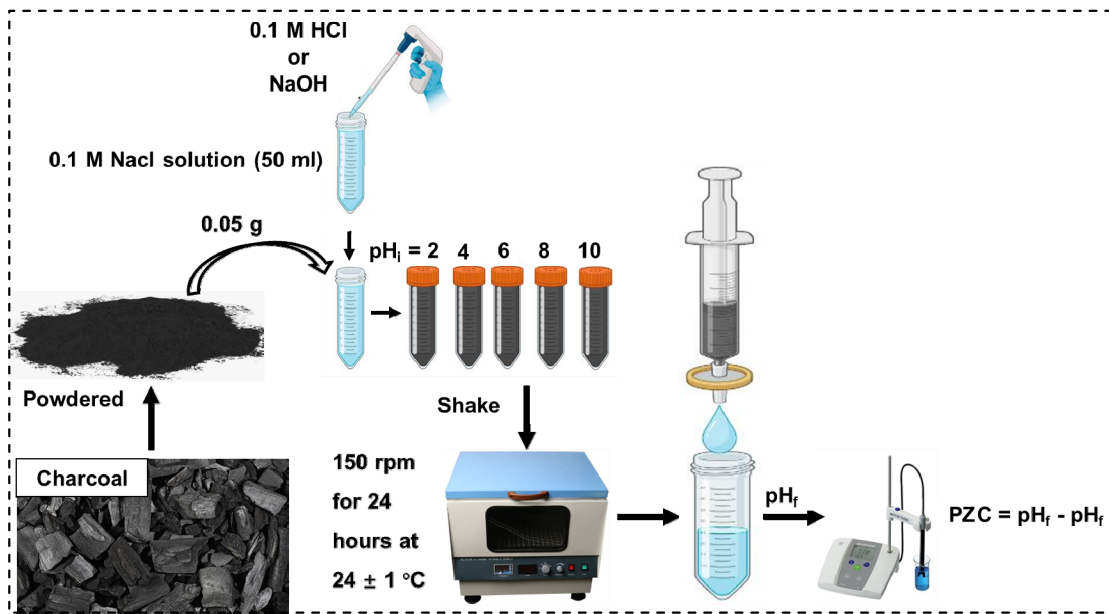 0.1 M HCl
or
NaOH
0.1 M Nacl solution (50 ml)
0.05 g
pHi = 2 4 6 8 10
Powdered
Shake
Charcoal
150 rpm
for 24
hours at
24 ± 1 °C
pHf
PZC = pHf - pHf